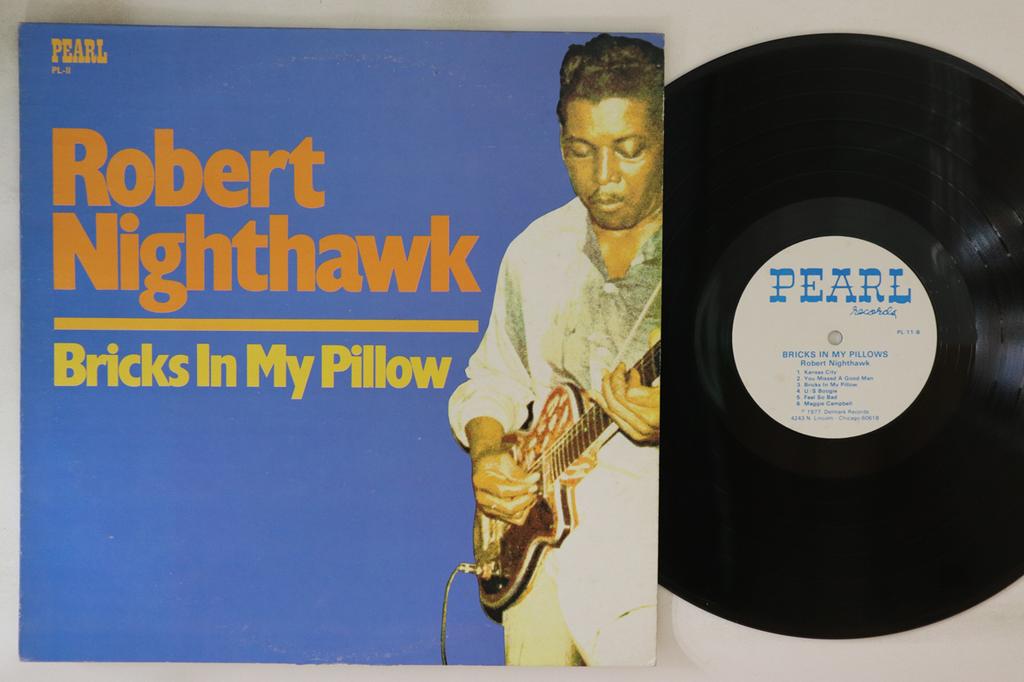 PEARL
PL-11
Robert
Nighthawk
Bricks In My Pillow
PEARL
records
PL-11-B
BRICKS IN MY PILLOWS
Robert Nighthawk
1. Kansas City
2. You Missed A Good Man
3. Bricks In My Pillow
4. U/S Boogie
5. Feel So Bad
6. Maggie Campbell
℗ 1977, Delmark Records
4243 N. Lincoln - Chicago 60618